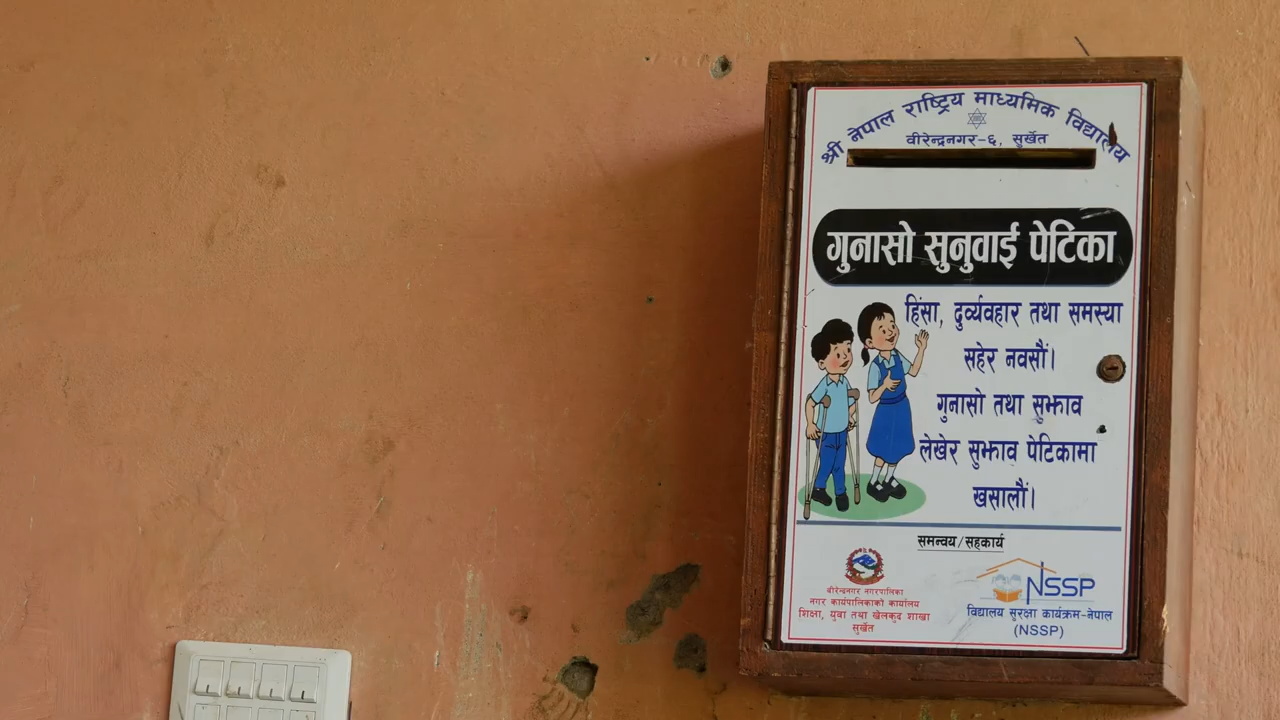 श्री नेपाल राष्ट्रिय माध्यमिक विद्यालय
वीरेन्द्रनगर-६, सुर्खेत
गुनासो सुनुवाई पेटिका
हिंसा, दुर्व्यवहार तथा समस्या
सहेर नवसौं।
गुनासो तथा सुझाव
लेखेर सुझाव पेटिकामा
खसालौं।
समन्वय/सहकार्य
वीरेन्द्रनगर नगरपालिका
नगर कार्यपालिकाको कार्यालय
शिक्षा, युवा तथा खेलकुद शाखा
सुर्खेत
NSSP
विद्यालय सुरक्षा कार्यक्रम-नेपाल
(NSSP)